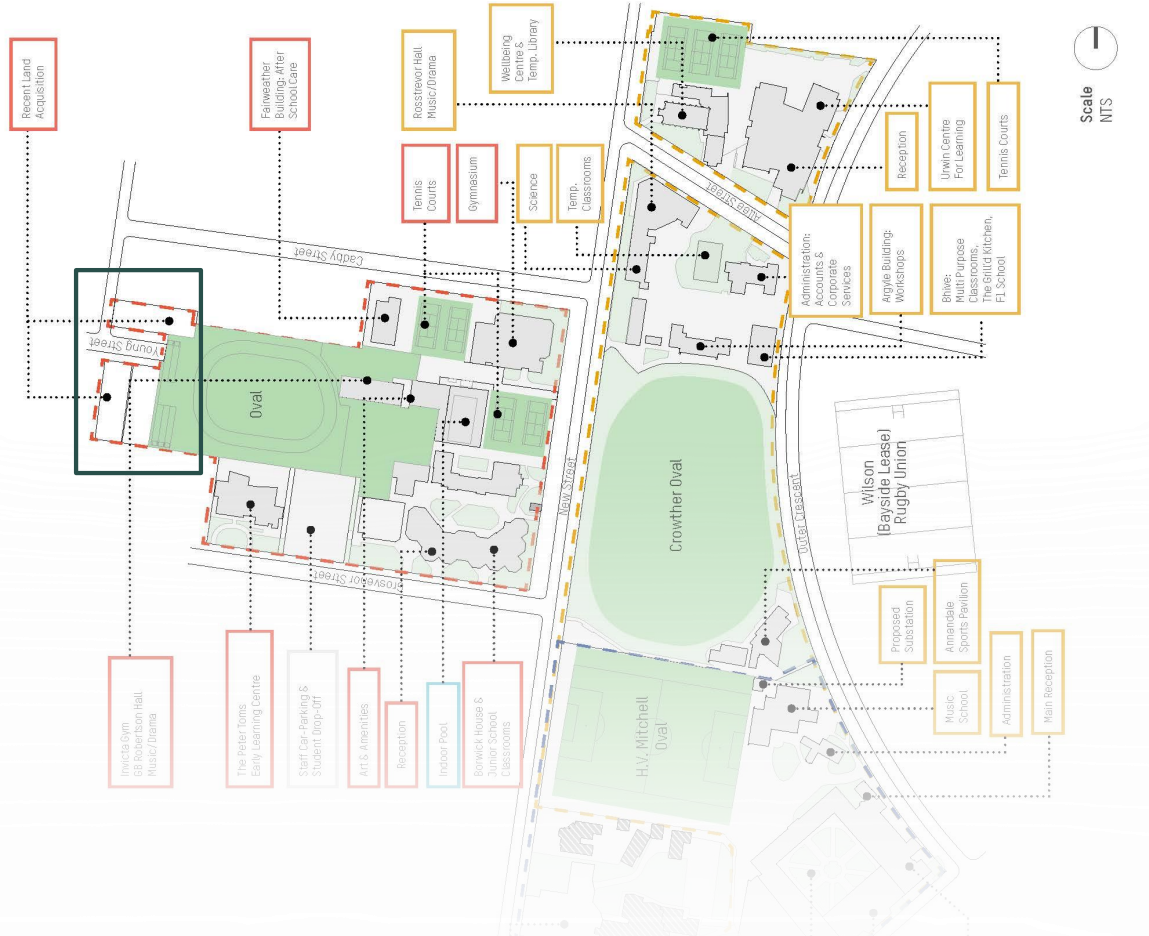 Recent Land
Acquisition
Fairweather
Building: After
School Care
Rosstrevor Hall
Music/Drama
Wellbeing
Centre &
Temp. Library
Tennis
Courts
Gymnasium
Science
Temp.
Classrooms
Reception
Urwin Centre
For Learning
Tennis Courts
Administration:
Accounts &
Corporate
Services
Argyle Building:
Workshops
Bhive:
Multi Purpose
Classrooms,
The Grill'd Kitchen,
F1 School
Scale
NTS
Young Street
Cadby Street
Allee Street
New Street
Grosvenor Street
Outer Crescent
Oval
Crowther Oval
H.V. Mitchell
Oval
Wilson
(Bayside Lease)
Rugby Union
Invicta Gym
GB Robertson Hall
Music/Drama
The Peter Toms
Early Learning Centre
Staff Car-Parking &
Student Drop-Off
Art & Amenities
Reception
Indoor Pool
Borwick House &
Junior School
Classrooms
Proposed
Substation
Annandale
Sports Pavilion
Music
School
Administration
Main Reception